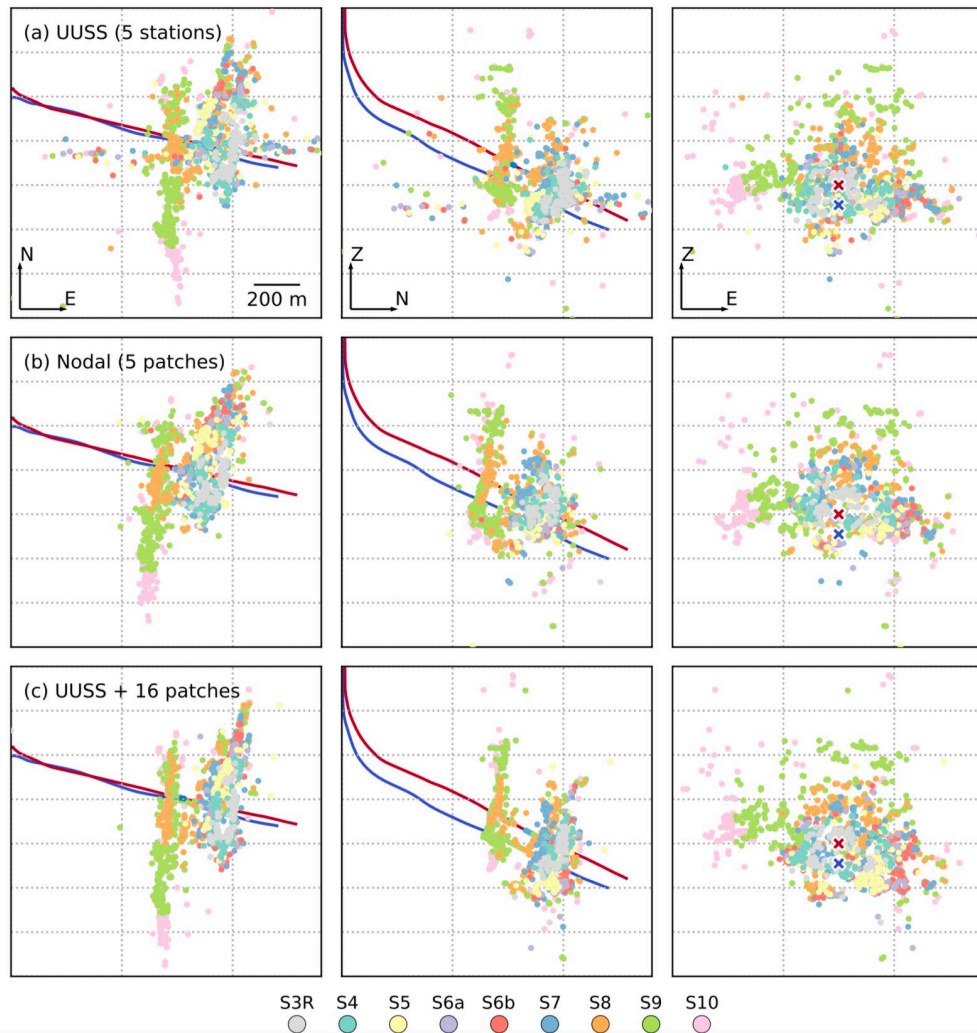 (a) UUSS (5 stations)
N
E
200 m
Z
N
Z
E
(b) Nodal (5 patches)
(c) UUSS + 16 patches
S3R S4 S5 S6a S6b S7 S8 S9 S10